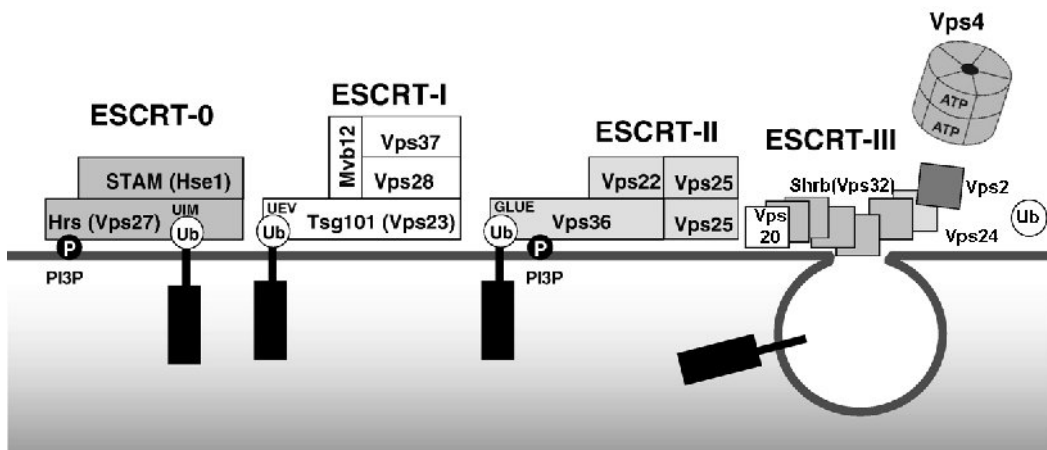 Vps4
ATP
ATP
ESCRT-0
STAM (Hse1)
Hrs (Vps27)
UIM
Ub
P
PI3P
ESCRT-I
Mvb12
Vps37
Vps28
UEV
Tsg101 (Vps23)
Ub
ESCRT-II
Vps22
Vps25
GLUE
Vps36
Vps25
Ub
P
PI3P
ESCRT-III
Shrb(Vps32)
Vps2
Vps
20
Vps24
Ub